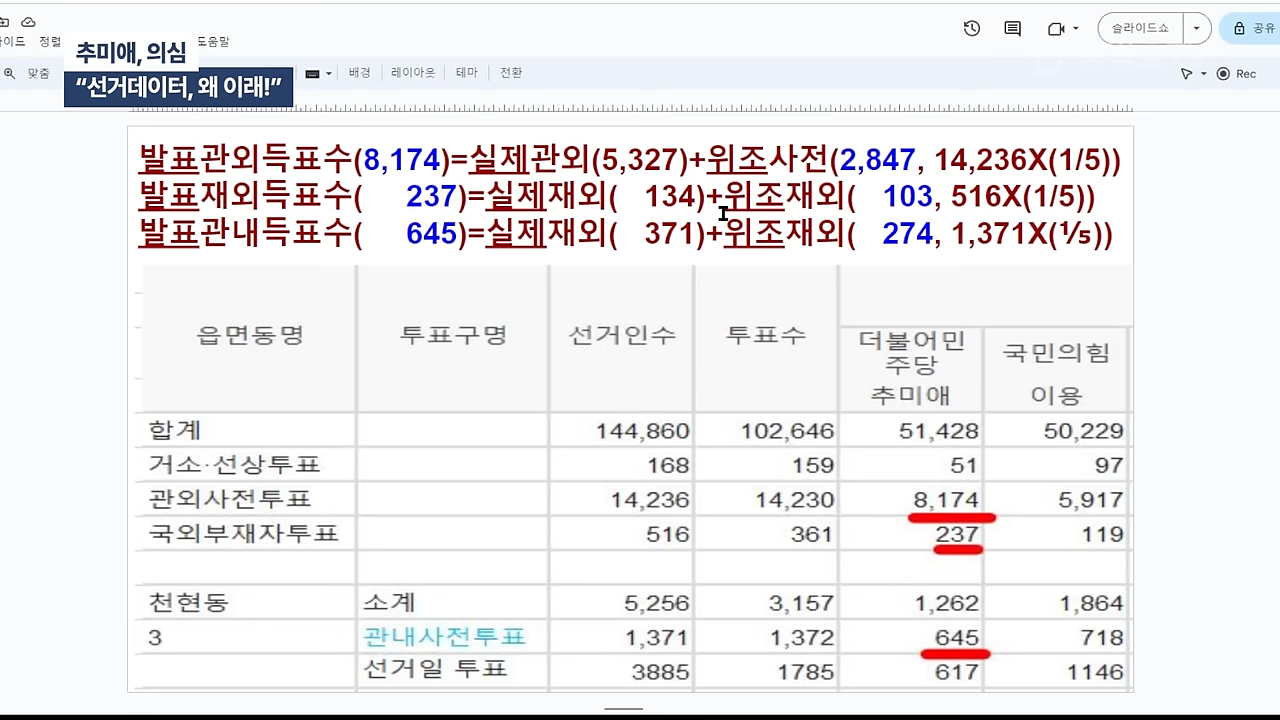 이드 정렬 도움말
추미애, 의심
“선거데이터, 왜 이래!”
맞춤 배경 레이아웃 테마 전환
슬라이드쇼 공유
Rec
발표관외득표수(8,174)=실제관외(5,327)+위조사전(2,847, 14,236X(1/5))
발표재외득표수( 237)=실제재외( 134)+위조재외( 103, 516X(1/5))
발표관내득표수( 645)=실제재외( 371)+위조재외( 274, 1,371X(⅕))
읍면동명 투표구명 선거인수 투표수 더불어민주당 추미애 국민의힘 이용
합계 144,860 102,646 51,428 50,229
거소·선상투표 168 159 51 97
관외사전투표 14,236 14,230 8,174 5,917
국외부재자투표 516 361 237 119
천현동 소계 5,256 3,157 1,262 1,864
3 관내사전투표 1,371 1,372 645 718
선거일 투표 3885 1785 617 1146